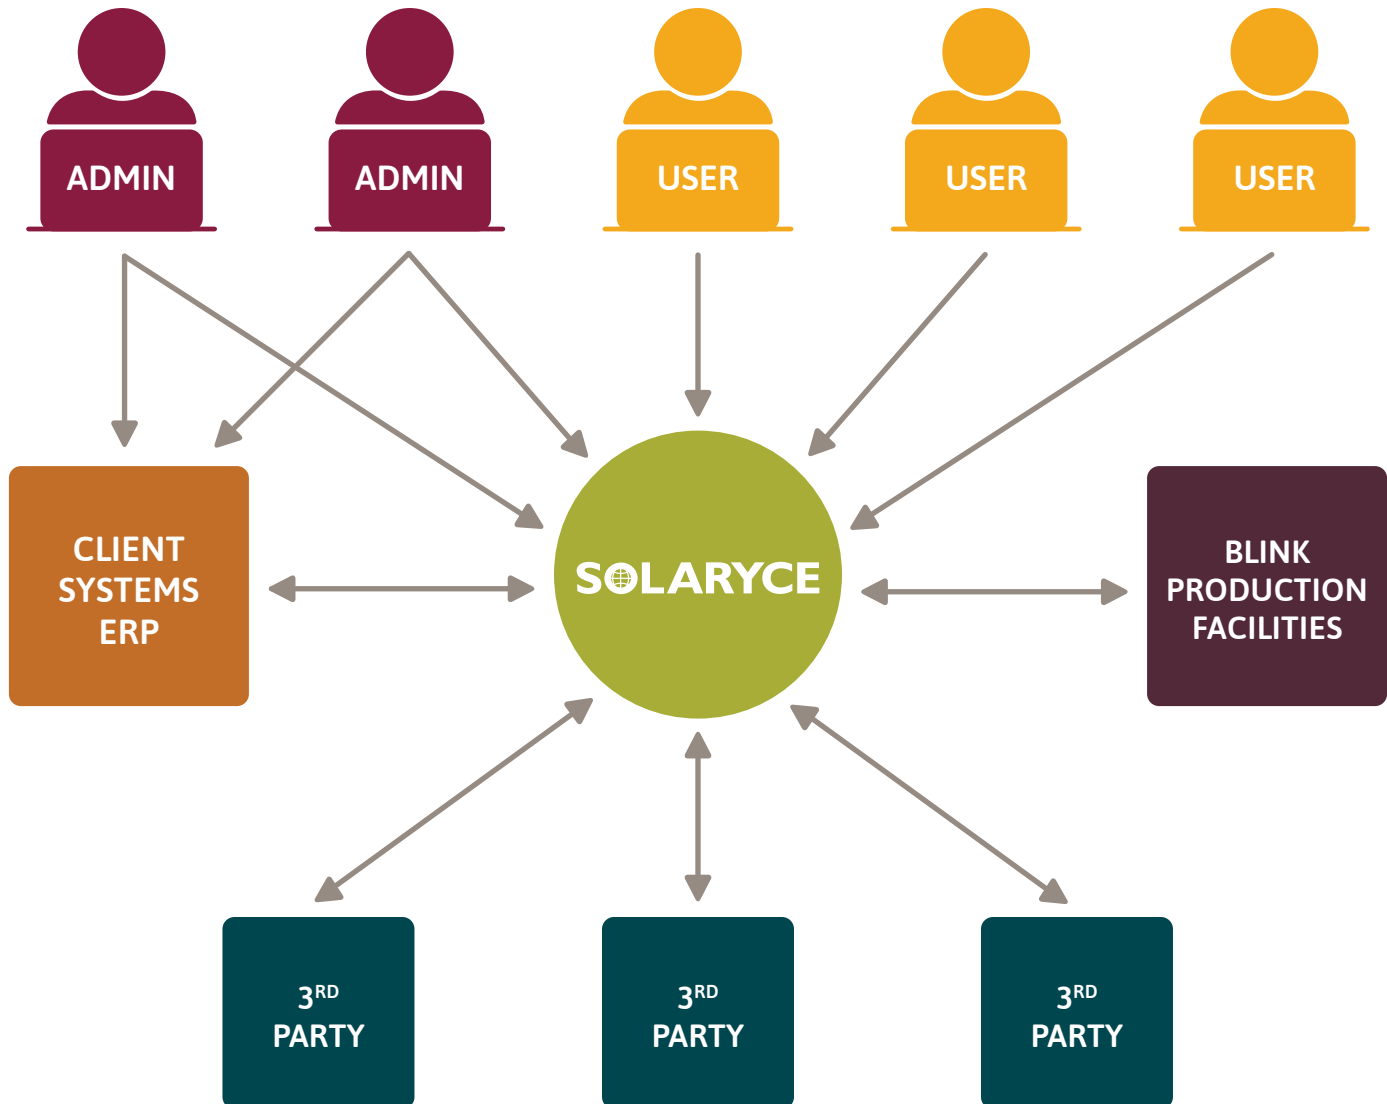 ADMIN
ADMIN
USER
USER
USER
CLIENT
SYSTEMS
ERP
SOLARYCE
BLINK
PRODUCTION
FACILITIES
3RD
PARTY
3RD
PARTY
3RD
PARTY